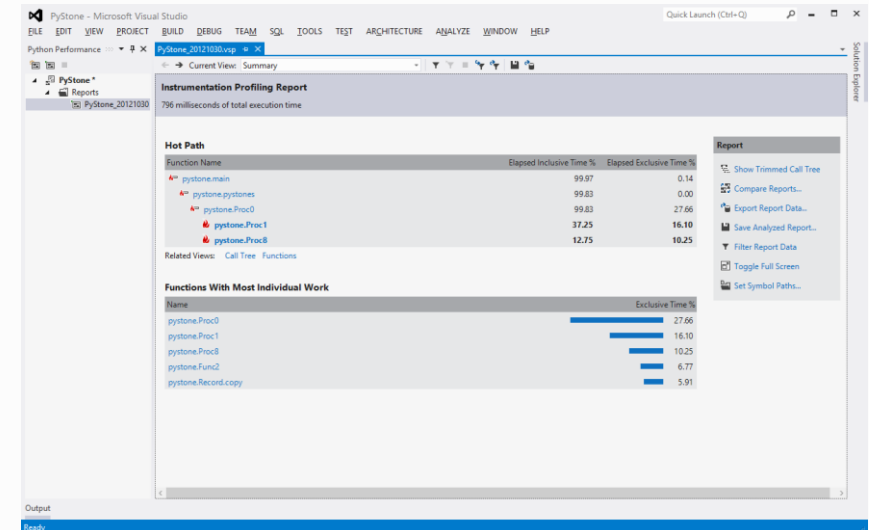 PyStone - Microsoft Visual Studio
Quick Launch (Ctrl+Q)
FILE EDIT VIEW PROJECT BUILD DEBUG TEAM SQL TOOLS TEST ARCHITECTURE ANALYZE WINDOW HELP
Python Performance
PyStone_20121030.vsp
Solution Explorer
Current View: Summary
PyStone *
Reports
PyStone_20121030
Instrumentation Profiling Report
796 milliseconds of total execution time
Hot Path
Function Name Elapsed Inclusive Time % Elapsed Exclusive Time %
pystone.main 99.97 0.14
pystone.pystones 99.83 0.00
pystone.Proc0 99.83 27.66
pystone.Proc1 37.25 16.10
pystone.Proc8 12.75 10.25
Related Views: Call Tree Functions
Functions With Most Individual Work
Name Exclusive Time %
pystone.Proc0 27.66
pystone.Proc1 16.10
pystone.Proc8 10.25
pystone.Func2 6.77
pystone.Record.copy 5.91
Report
Show Trimmed Call Tree
Compare Reports...
Export Report Data...
Save Analyzed Report...
Filter Report Data
Toggle Full Screen
Set Symbol Paths...
Output
Ready